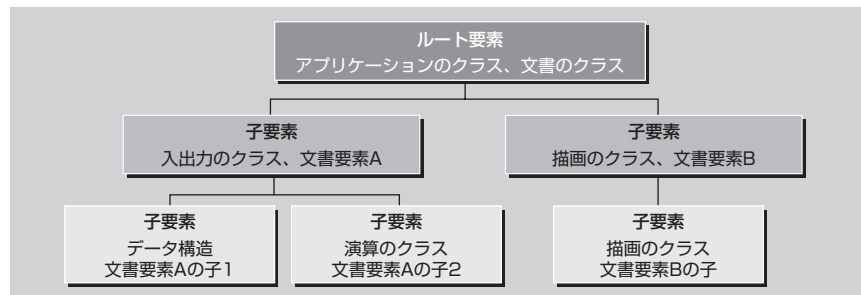 ルート要素
アプリケーションのクラス、文書のクラス
子要素
入出力のクラス、文書要素A
子要素
描画のクラス、文書要素B
子要素
データ構造
文書要素Aの子1
子要素
演算のクラス
文書要素Aの子2
子要素
描画のクラス
文書要素Bの子